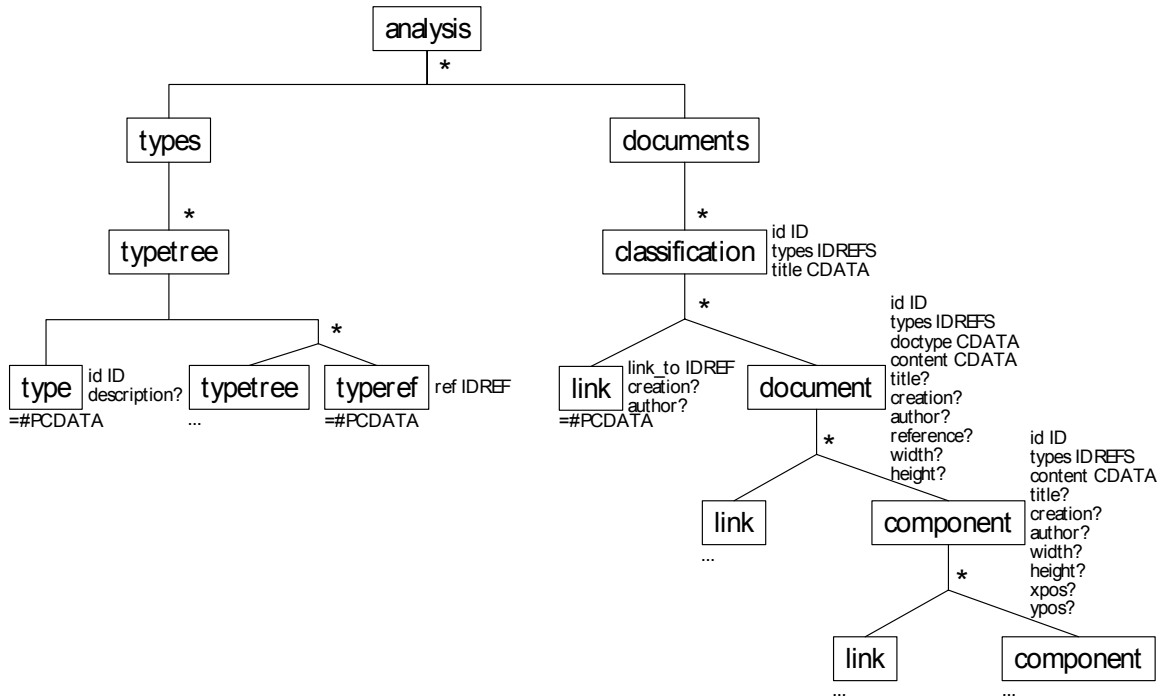 analysis
*
types
documents
*
*
typetree
classification
id ID
types IDREFS
title CDATA
*
*
type
id ID
description?
=#PCDATA
typetree
...
typeref
ref IDREF
=#PCDATA
link
link_to IDREF
creation?
author?
=#PCDATA
document
id ID
types IDREFS
doctype CDATA
content CDATA
title?
creation?
author?
reference?
width?
height?
*
link
...
component
id ID
types IDREFS
content CDATA
title?
creation?
author?
width?
height?
xpos?
ypos?
*
link
...
component
...